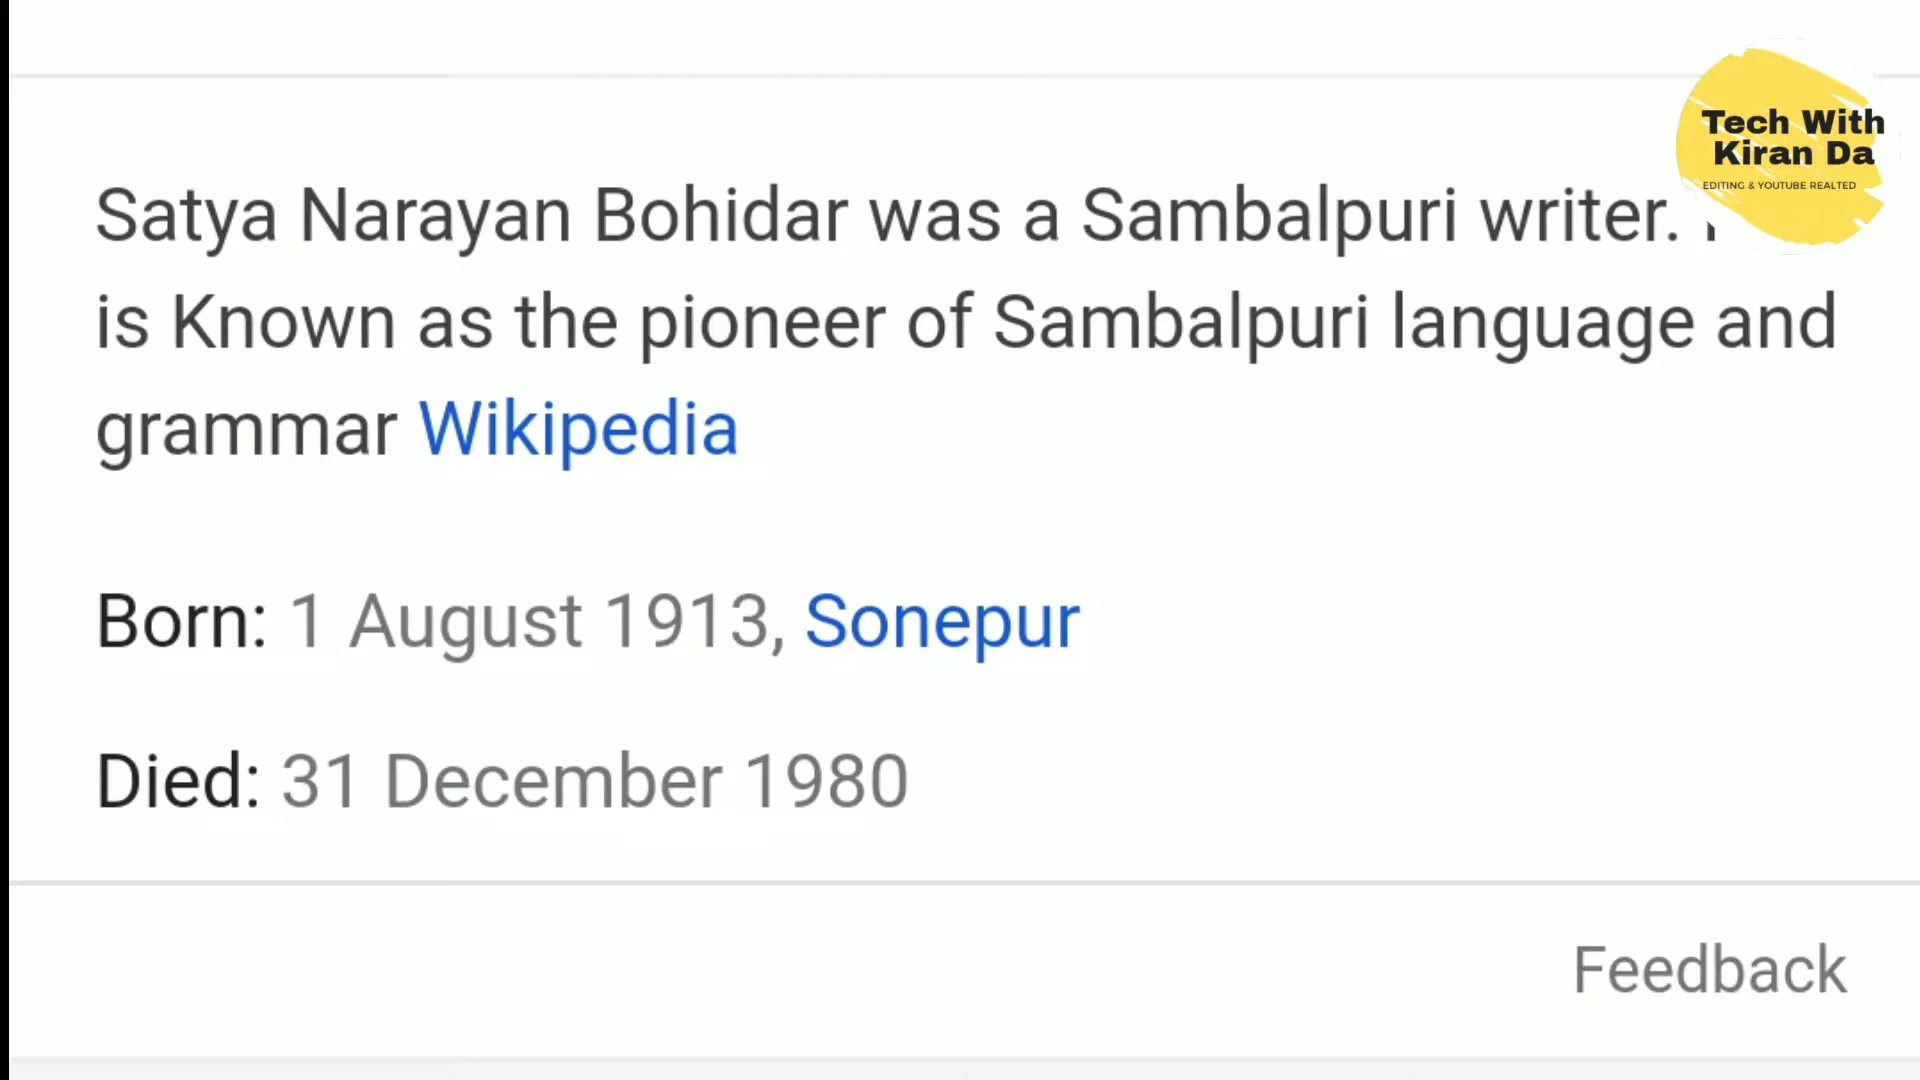 Tech With
Kiran Da
EDITING & YOUTUBE REALTED
Satya Narayan Bohidar was a Sambalpuri writer.
is Known as the pioneer of Sambalpuri language and
grammar Wikipedia
Born: 1 August 1913, Sonepur
Died: 31 December 1980
Feedback